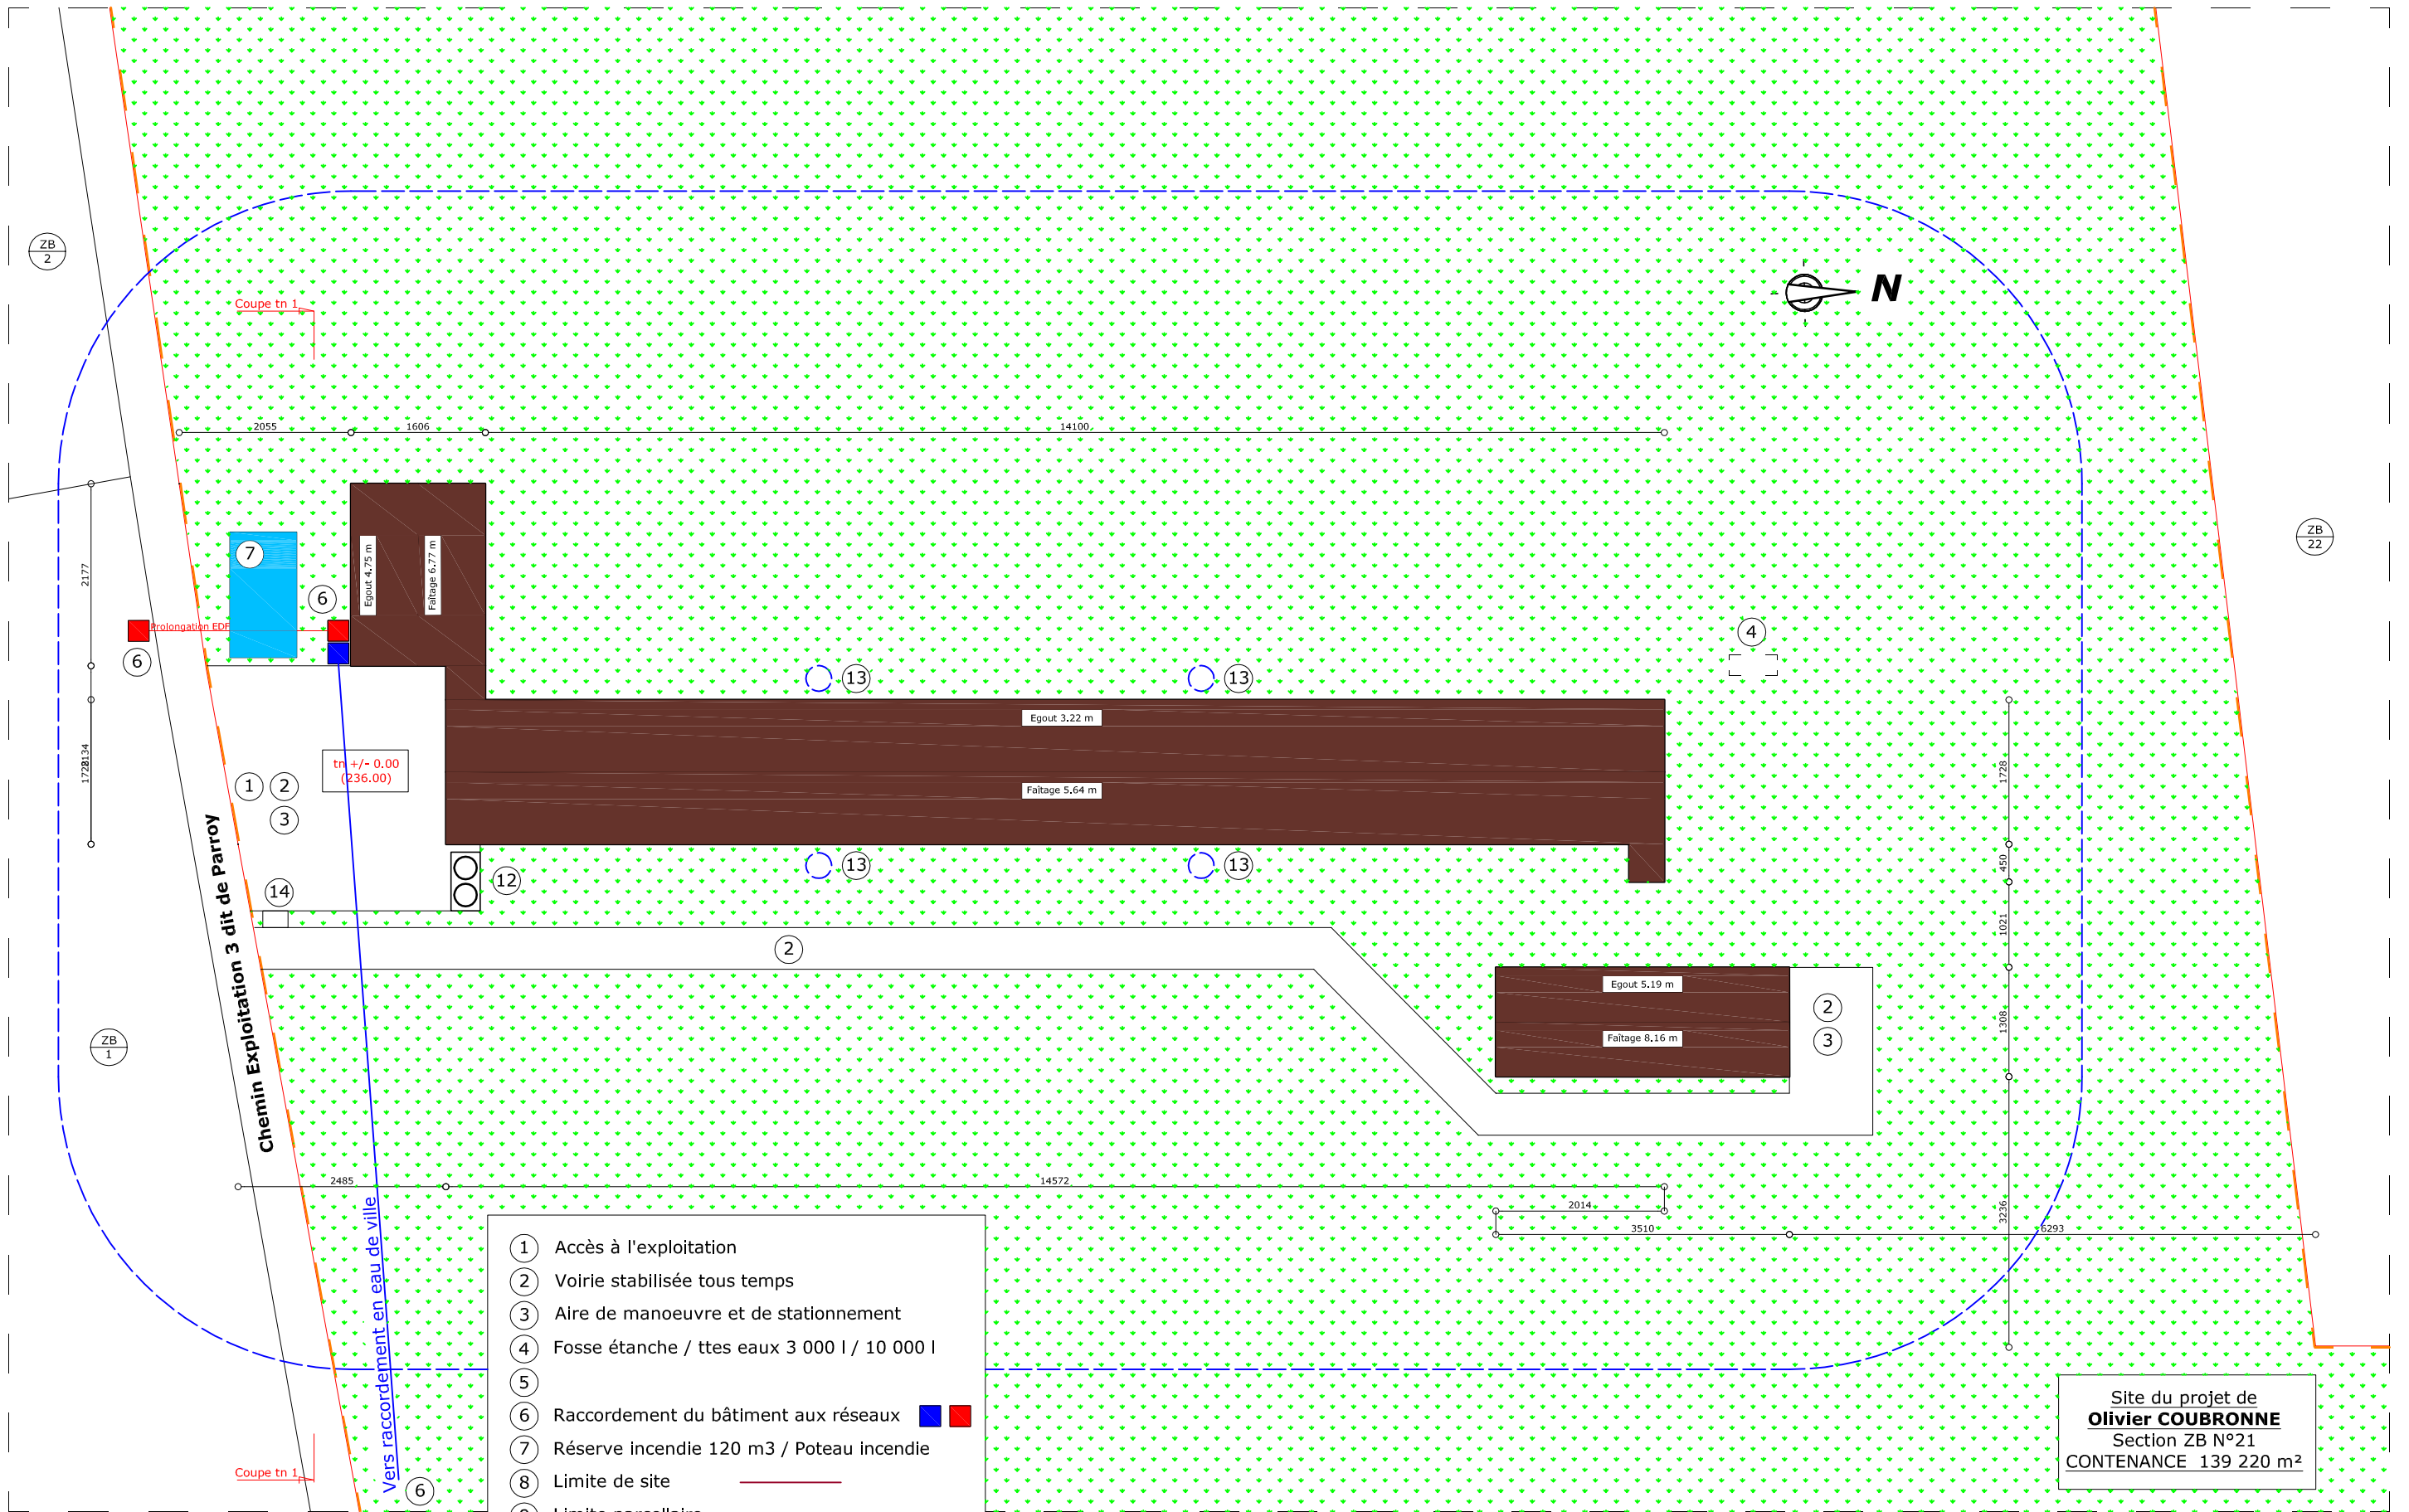 ZB
2
Coupe tn 1
N
2055
1606
14100
ZB
22
7
Egout 4.75 m
Faîtage 6.77 m
2177
6
Prolongation EDF
6
4
13
13
Egout 3.22 m
tn +/- 0.00
(236.00)
Faîtage 5.64 m
1728
2134
1728
1
2
3
13
13
450
12
14
1021
Chemin Exploitation 3 dit de Parroy
2
Egout 5.19 m
Faîtage 8.16 m
2
3
1308
ZB
1
2485
14572
2014
3510
6293
3236
Vers raccordement en eau de ville
1 Accès à l'exploitation
2 Voirie stabilisée tous temps
3 Aire de manoeuvre et de stationnement
4 Fosse étanche / ttes eaux 3 000 l / 10 000 l
5
6 Raccordement du bâtiment aux réseaux
7 Réserve incendie 120 m3 / Poteau incendie
8 Limite de site
Coupe tn 1
6
Site du projet de
Olivier COUBRONNE
Section ZB N°21
CONTENANCE 139 220 m²